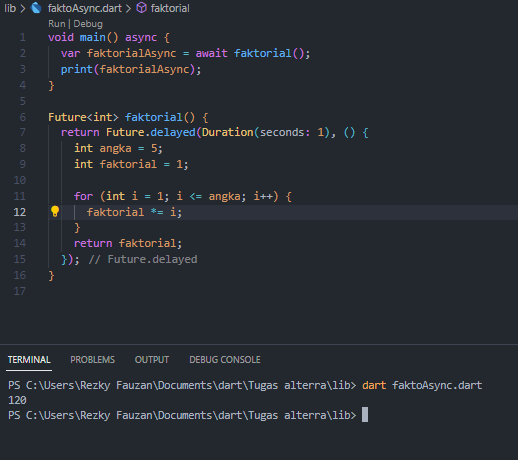 lib > faktoAsync.dart > faktorial
Run | Debug
1 void main() async {
2   var faktorialAsync = await faktorial();
3   print(faktorialAsync);
4 }
5
6 Future<int> faktorial() {
7   return Future.delayed(Duration(seconds: 1), () {
8     int angka = 5;
9     int faktorial = 1;
10
11     for (int i = 1; i <= angka; i++) {
12       faktorial *= i;
13     }
14     return faktorial;
15   }); // Future.delayed
16 }
17
TERMINAL PROBLEMS OUTPUT DEBUG CONSOLE
PS C:\Users\Rezky Fauzan\Documents\dart\Tugas alterra\lib> dart faktoAsync.dart
120
PS C:\Users\Rezky Fauzan\Documents\dart\Tugas alterra\lib>